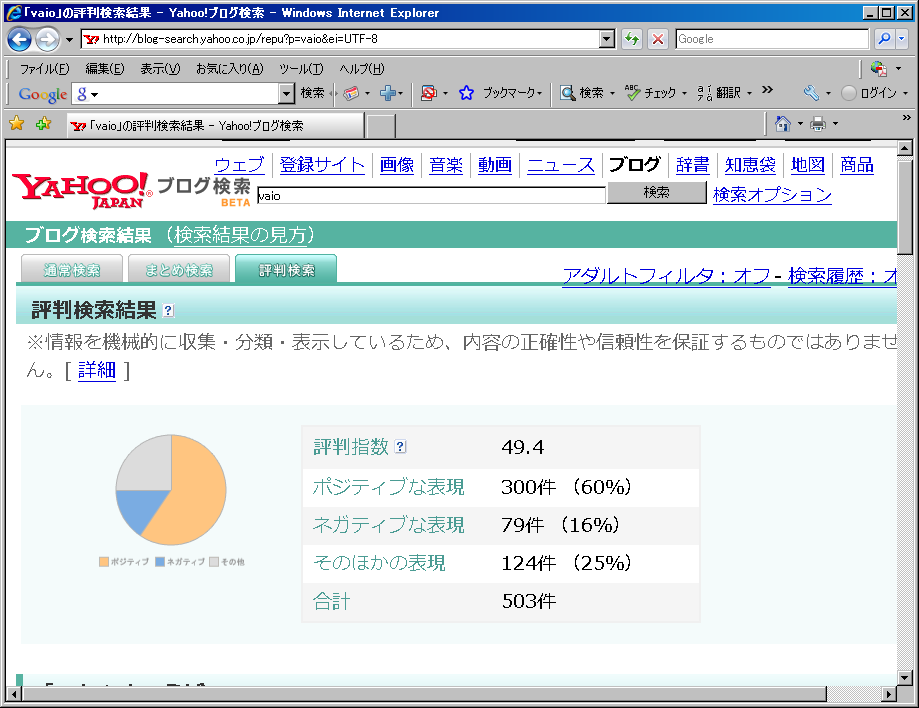 「vaio」の評判検索結果 - Yahoo!ブログ検索 - Windows Internet Explorer
http://blog-search.yahoo.co.jp/repu?p=vaio&ei=UTF-8
Google
ファイル(F) 編集(E) 表示(V) お気に入り(A) ツール(T) ヘルプ(H)
Google 検索 ブックマーク 検索 ABC チェック 翻訳 ログイン
「vaio」の評判検索結果 - Yahoo!ブログ検索
ウェブ 登録サイト 画像 音楽 動画 ニュース ブログ 辞書 知恵袋 地図 商品
YAHOO! JAPAN ブログ検索 BETA vaio 検索 検索オプション
ブログ検索結果 (検索結果の見方)
通常検索 まとめ検索 評判検索 アダルトフィルタ:オフ - 検索履歴:オ
評判検索結果 ?
※情報を機械的に収集・分類・表示しているため、内容の正確性や信頼性を保証するものではありませ
ん。[ 詳細 ]
評判指数 ? 49.4
ポジティブな表現 300件 (60%)
ネガティブな表現 79件 (16%)
そのほかの表現 124件 (25%)
合計 503件
ポジティブ ネガティブ その他